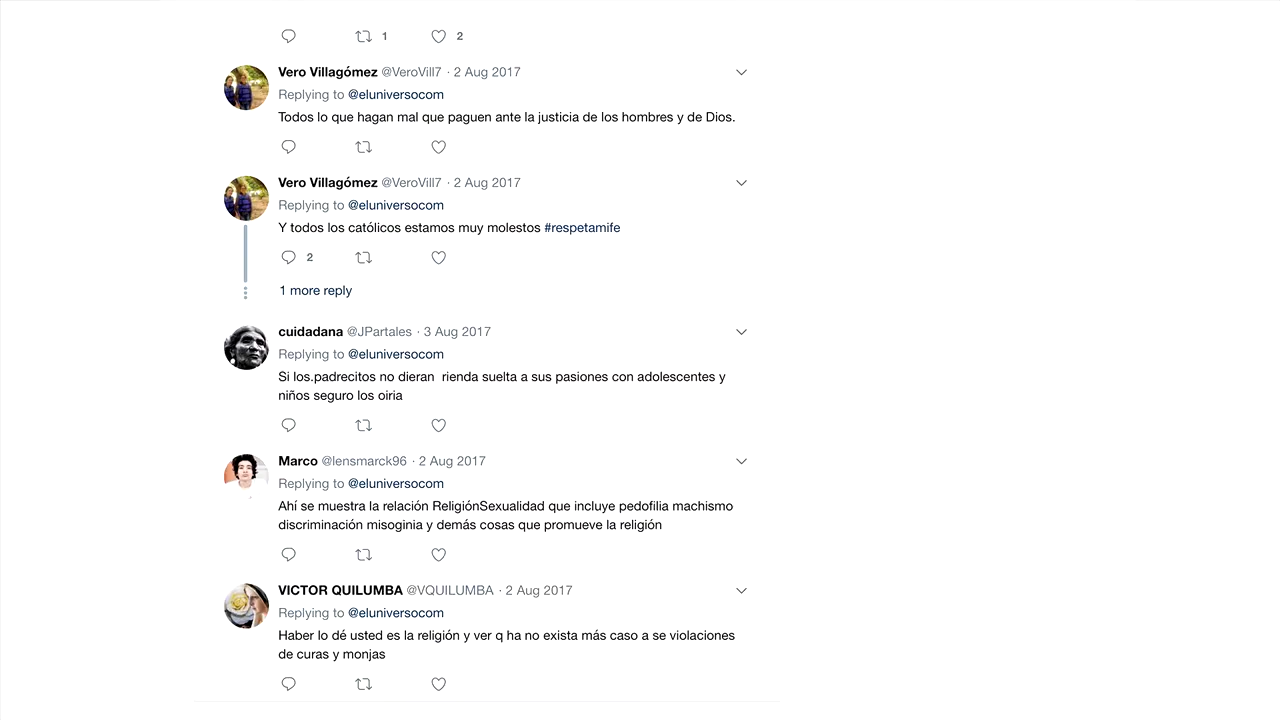 1 2
Vero Villagómez @VeroVill7 · 2 Aug 2017
Replying to @eluniversocom
Todos lo que hagan mal que paguen ante la justicia de los hombres y de Dios.
Vero Villagómez @VeroVill7 · 2 Aug 2017
Replying to @eluniversocom
Y todos los católicos estamos muy molestos #respetamife
2
1 more reply
cuidadana @JPartales · 3 Aug 2017
Replying to @eluniversocom
Si los.padrecitos no dieran  rienda suelta a sus pasiones con adolescentes y
niños seguro los oiria
Marco @lensmarck96 · 2 Aug 2017
Replying to @eluniversocom
Ahí se muestra la relación ReligiónSexualidad que incluye pedofilia machismo
discriminación misoginia y demás cosas que promueve la religión
VICTOR QUILUMBA @VQUILUMBA · 2 Aug 2017
Replying to @eluniversocom
Haber lo dé usted es la religión y ver q ha no exista más caso a se violaciones
de curas y monjas